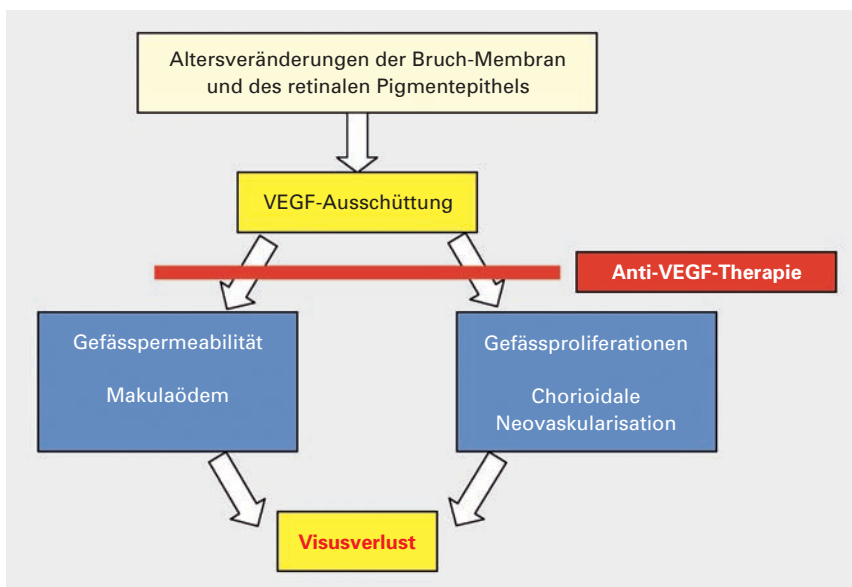 Altersveränderungen der Bruch-Membran
und des retinalen Pigmentepithels
VEGF-Ausschüttung
Anti-VEGF-Therapie
Gefässpermeabilität
Makulaödem
Gefässproliferationen
Chorioidale
Neovaskularisation
Visusverlust